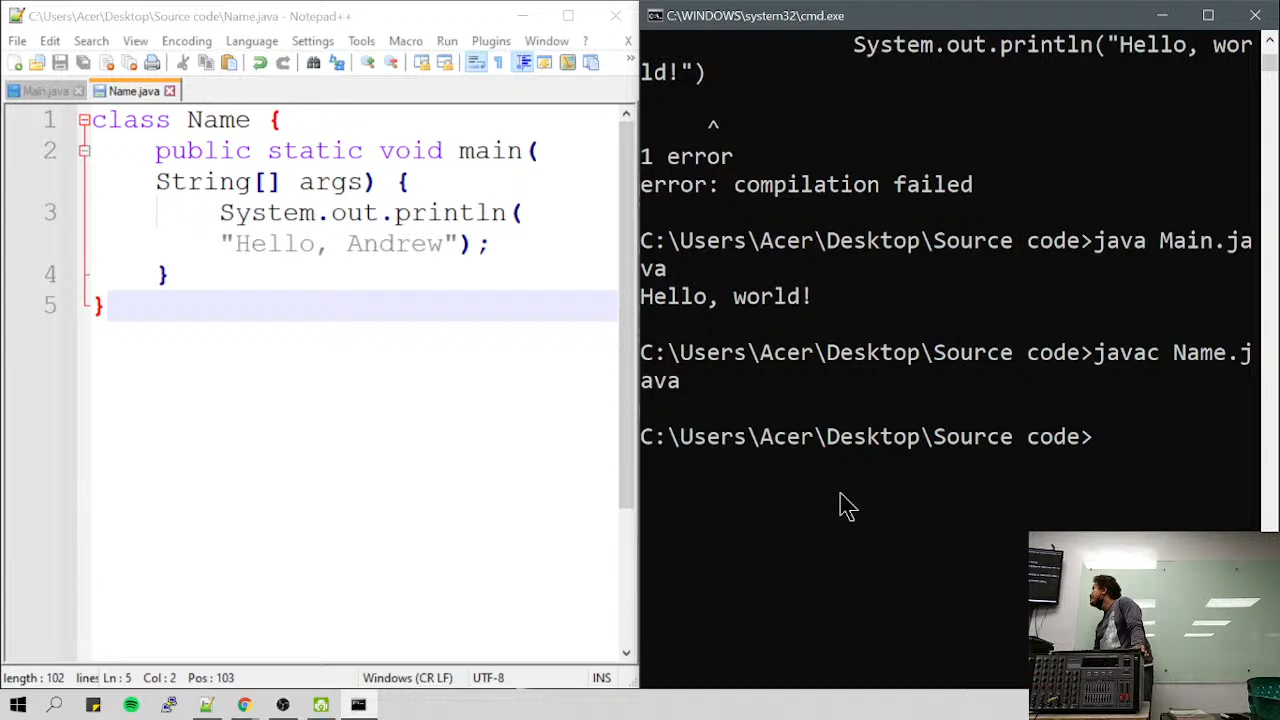 C:\Users\Acer\Desktop\Source code\Name.java - Notepad++
File Edit Search View Encoding Language Settings Tools Macro Run Plugins Window ? X
Main.java Name.java
1 class Name {
2 public static void main(
String[] args) {
3 System.out.println(
"Hello, Andrew");
4 }
5 }
length: 102 lines Ln: 5 Col: 2 Pos: 103 Windows (CR LF) UTF-8 INS
C:\WINDOWS\system32\cmd.exe
System.out.println("Hello, wor
ld!")
^
1 error
error: compilation failed
C:\Users\Acer\Desktop\Source code>java Main.ja
va
Hello, world!
C:\Users\Acer\Desktop\Source code>javac Name.j
ava
C:\Users\Acer\Desktop\Source code>